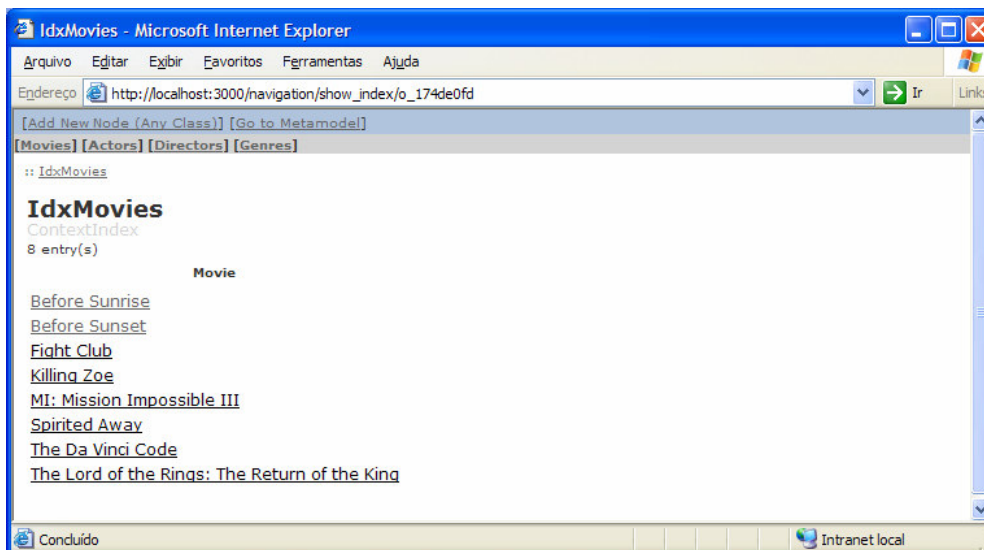 IdxMovies - Microsoft Internet Explorer
Arquivo Editar Exibir Favoritos Ferramentas Ajuda
Endereço http://localhost:3000/navigation/show_index/o_174de0fd Ir Links
[Add New Node (Any Class)] [Go to Metamodel]
[Movies] [Actors] [Directors] [Genres]
:: IdxMovies
IdxMovies
ContextIndex
8 entry(s)
Movie
Before Sunrise
Before Sunset
Fight Club
Killing Zoe
MI: Mission Impossible III
Spirited Away
The Da Vinci Code
The Lord of the Rings: The Return of the King
Concluído Intranet local